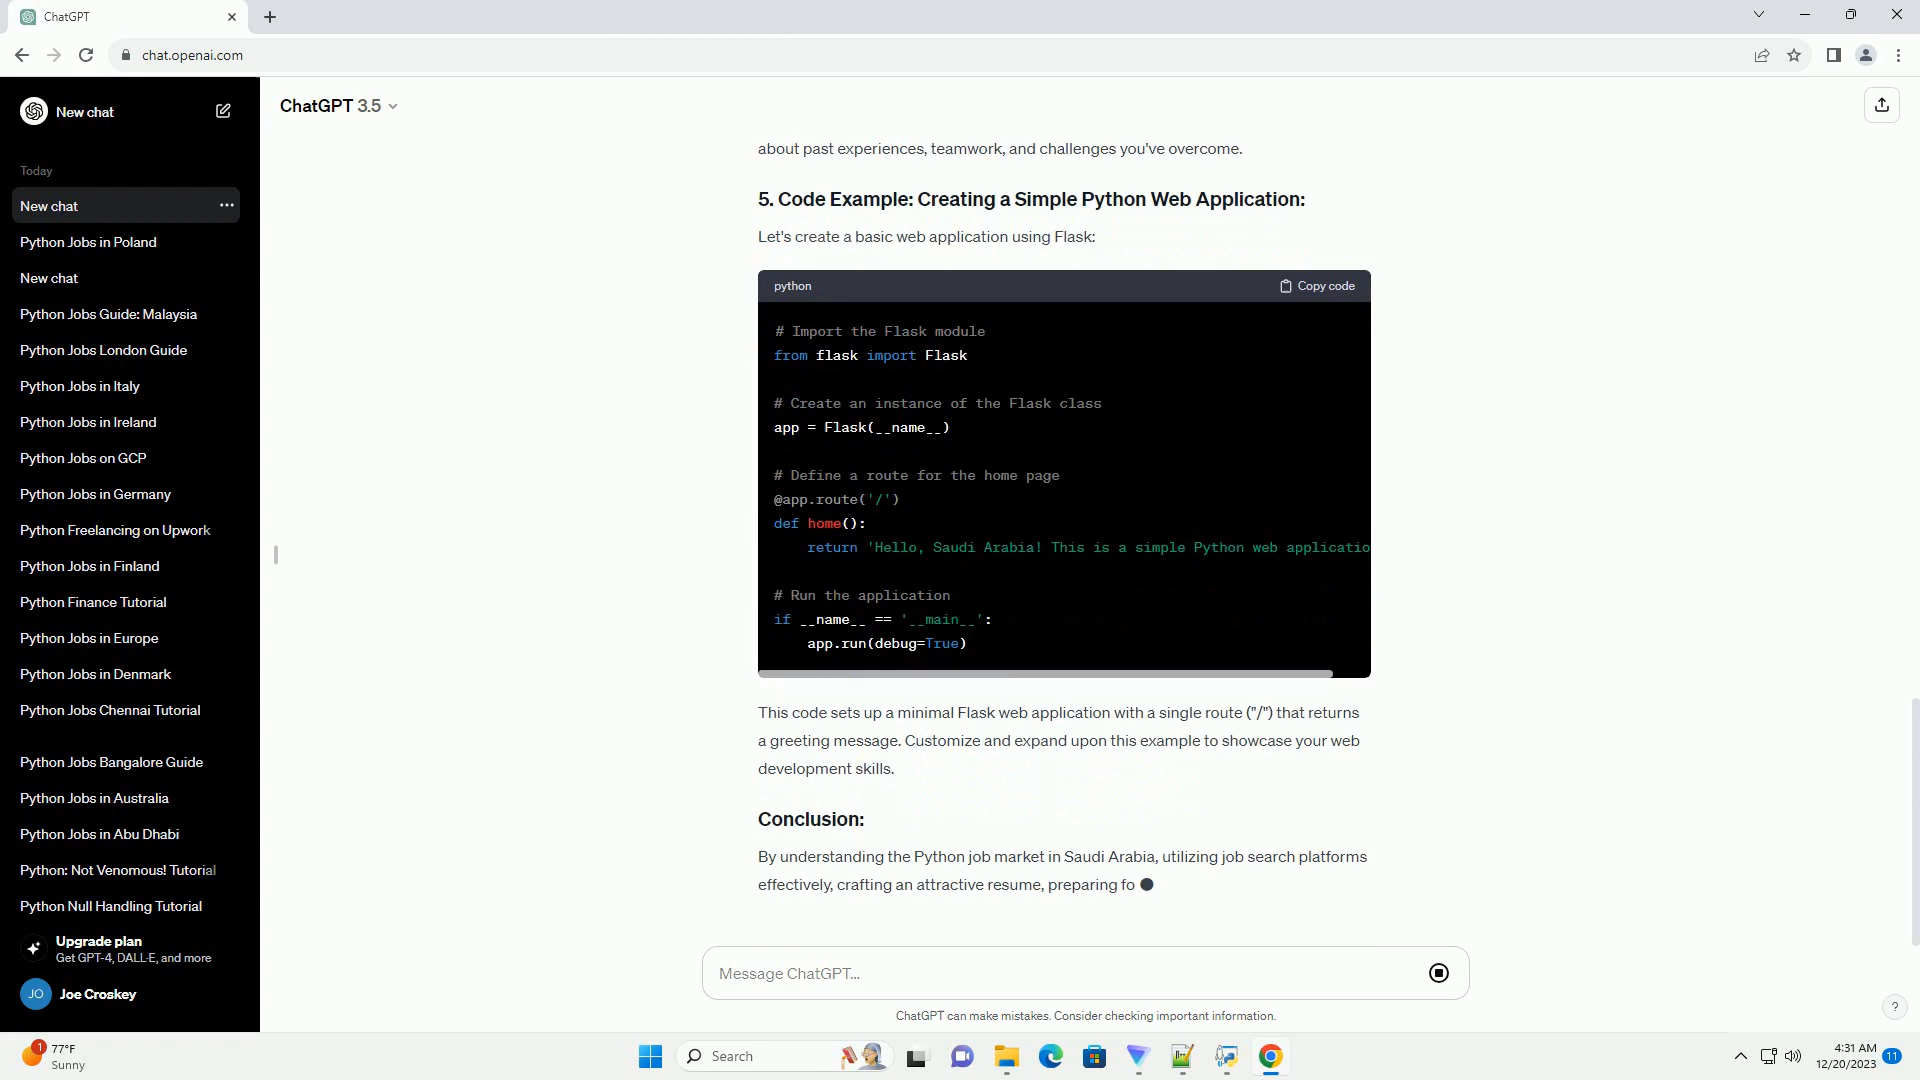 ChatGPT
chat.openai.com
New chat
Today
New chat
Python Jobs in Poland
New chat
Python Jobs Guide: Malaysia
Python Jobs London Guide
Python Jobs in Italy
Python Jobs in Ireland
Python Jobs on GCP
Python Jobs in Germany
Python Freelancing on Upwork
Python Jobs in Finland
Python Finance Tutorial
Python Jobs in Europe
Python Jobs in Denmark
Python Jobs Chennai Tutorial
Python Jobs Bangalore Guide
Python Jobs in Australia
Python Jobs in Abu Dhabi
Python: Not Venomous! Tutorial
Python Null Handling Tutorial
Upgrade plan
Get GPT-4, DALL·E, and more
JO Joe Croskey
ChatGPT 3.5
about past experiences, teamwork, and challenges you've overcome.
5. Code Example: Creating a Simple Python Web Application:
Let's create a basic web application using Flask:
python Copy code
# Import the Flask module
from flask import Flask
# Create an instance of the Flask class
app = Flask(__name__)
# Define a route for the home page
@app.route('/')
def home():
return 'Hello, Saudi Arabia! This is a simple Python web applicatio
# Run the application
if __name__ == '__main__':
app.run(debug=True)
This code sets up a minimal Flask web application with a single route ("/") that returns
a greeting message. Customize and expand upon this example to showcase your web
development skills.
Conclusion:
By understanding the Python job market in Saudi Arabia, utilizing job search platforms
effectively, crafting an attractive resume, preparing fo
Message ChatGPT...
ChatGPT can make mistakes. Consider checking important information.
?
1
77°F
Sunny
Search
4:31 AM
12/20/2023
11